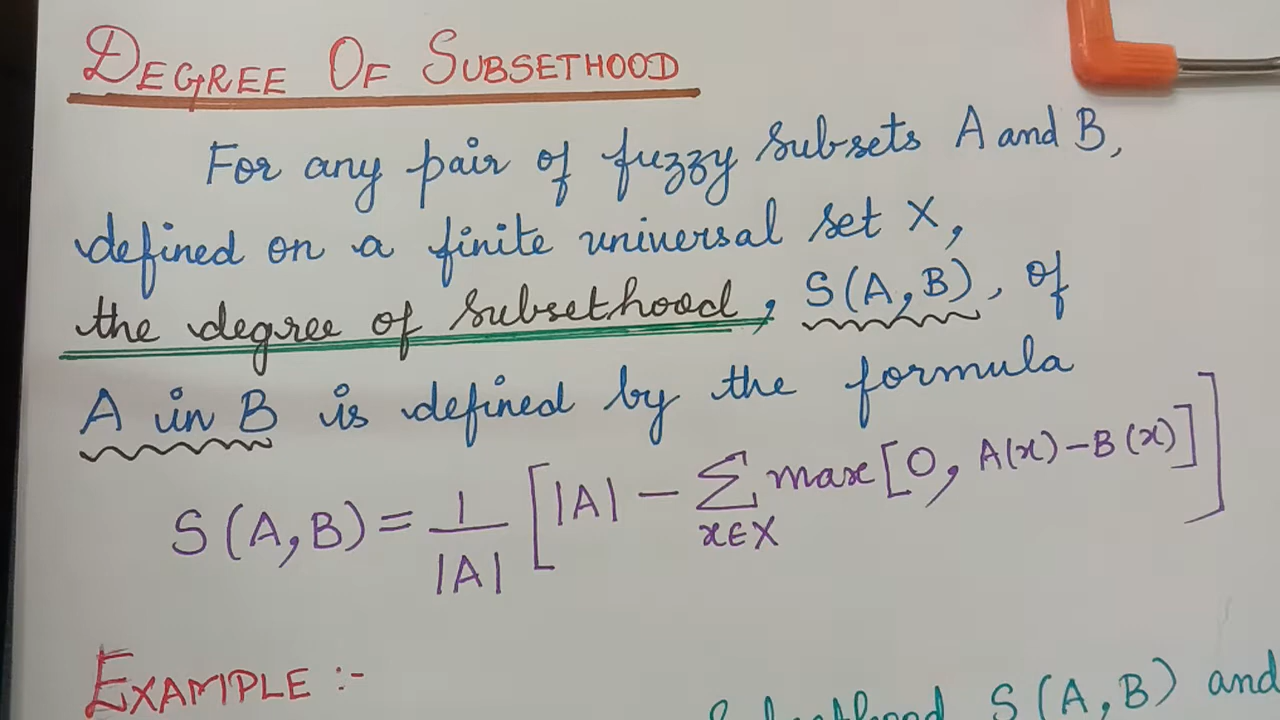 DEGREE OF SUBSETHOOD
For any pair of fuzzy subsets A and B,
defined on a finite universal set X,
the degree of subsethood, S(A,B), of
A in B is defined by the formula
S(A,B) = 1/|A| [|A| - ∑x∈X max[0, A(x)-B(x)]]
EXAMPLE :-
Subsethood S(A,B) and